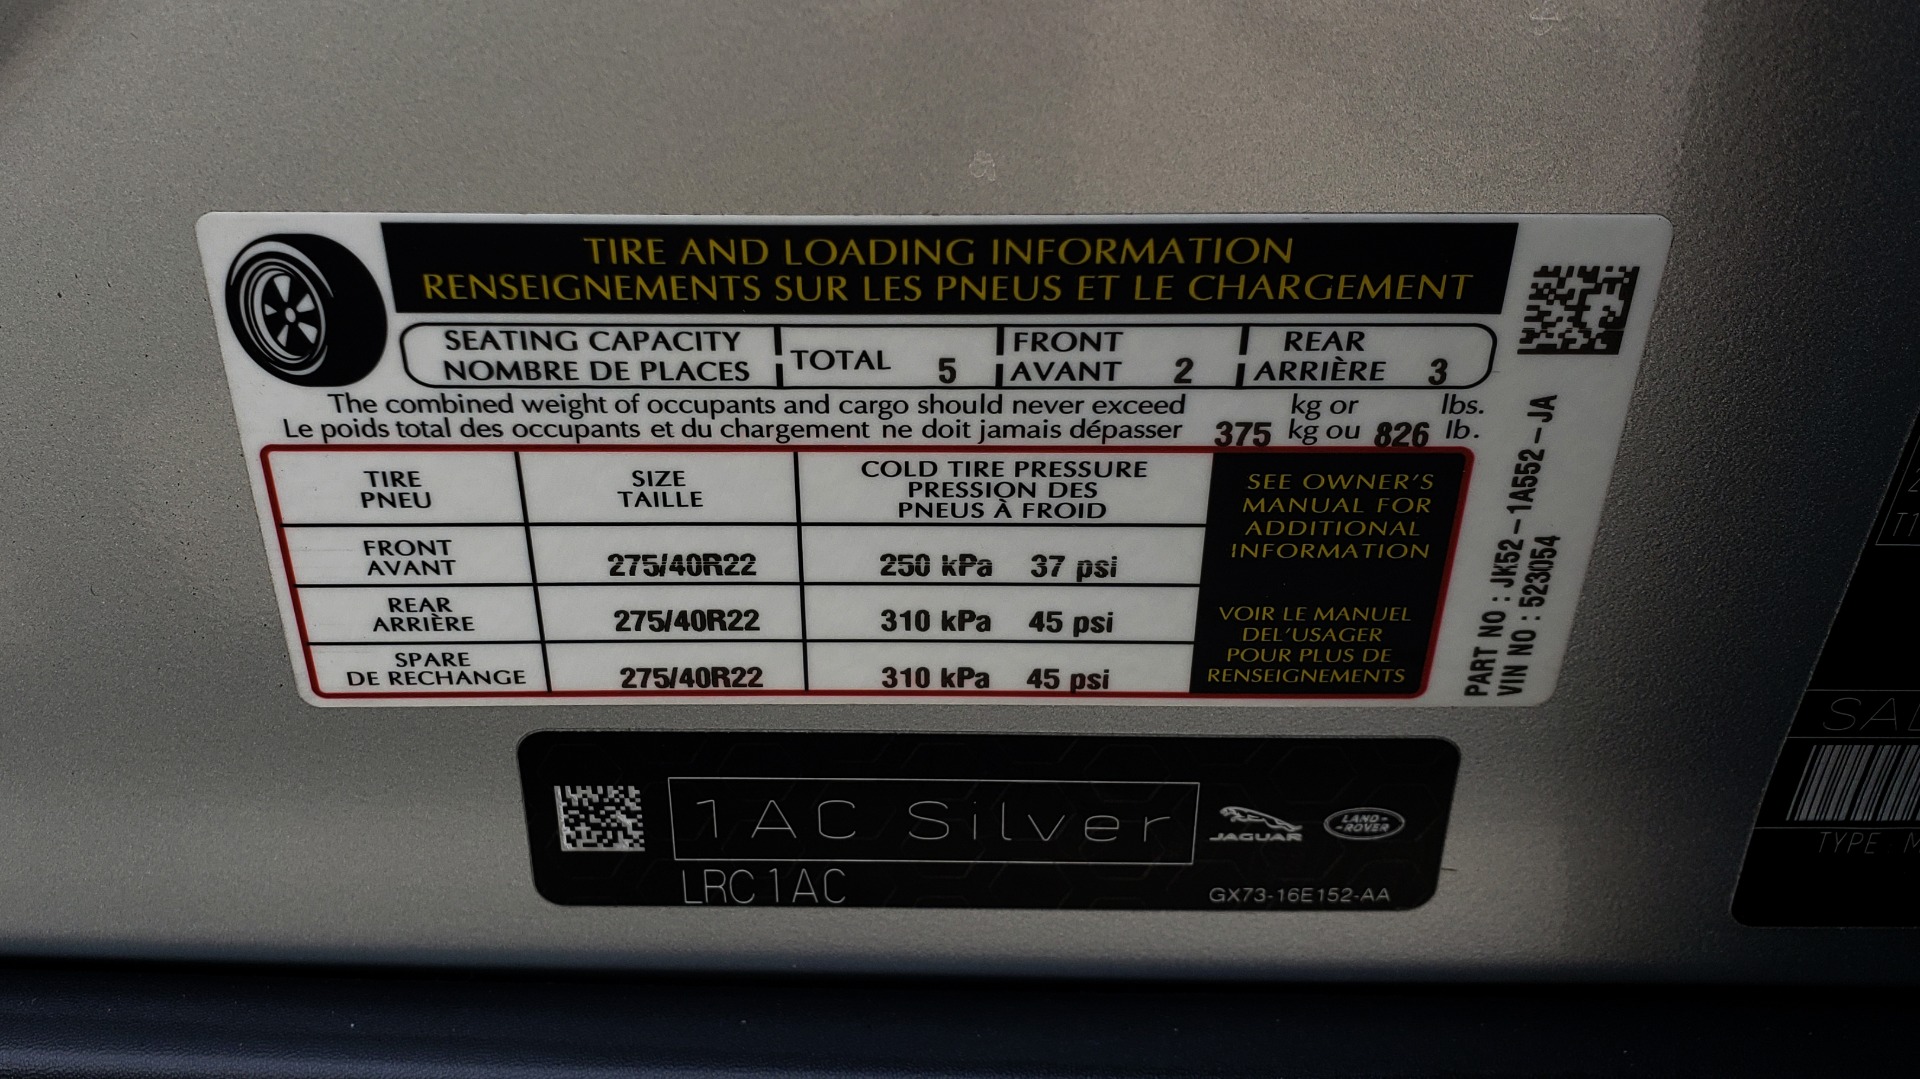 TIRE AND LOADING INFORMATION
RENSEIGNEMENTS SUR LES PNEUS ET LE CHARGEMENT
SEATING CAPACITY
NOMBRE DE PLACES
TOTAL 5
FRONT
AVANT 2
REAR
ARRIÈRE 3
The combined weight of occupants and cargo should never exceed kg or lbs.
Le poids total des occupants et du chargement ne doit jamais dépasser 375 kg ou 826 lb.
TIRE
PNEU
SIZE
TAILLE
COLD TIRE PRESSURE
PRESSION DES
PNEUS À FROID
FRONT
AVANT
275/40R22
250 kPa 37 psi
REAR
ARRIÈRE
275/40R22
310 kPa 45 psi
SPARE
DE RECHANGE
275/40R22
310 kPa 45 psi
SEE OWNER'S
MANUAL FOR
ADDITIONAL
INFORMATION
VOIR LE MANUEL
DEL'USAGER
POUR PLUS DE
RENSEIGNEMENTS
PART NO : JK52-1A552-JA
VIN NO : 523054
1AC Silver
LRC1AC
JAGUAR
LAND-
-ROVER
GX73-16E152-AA
TYPE